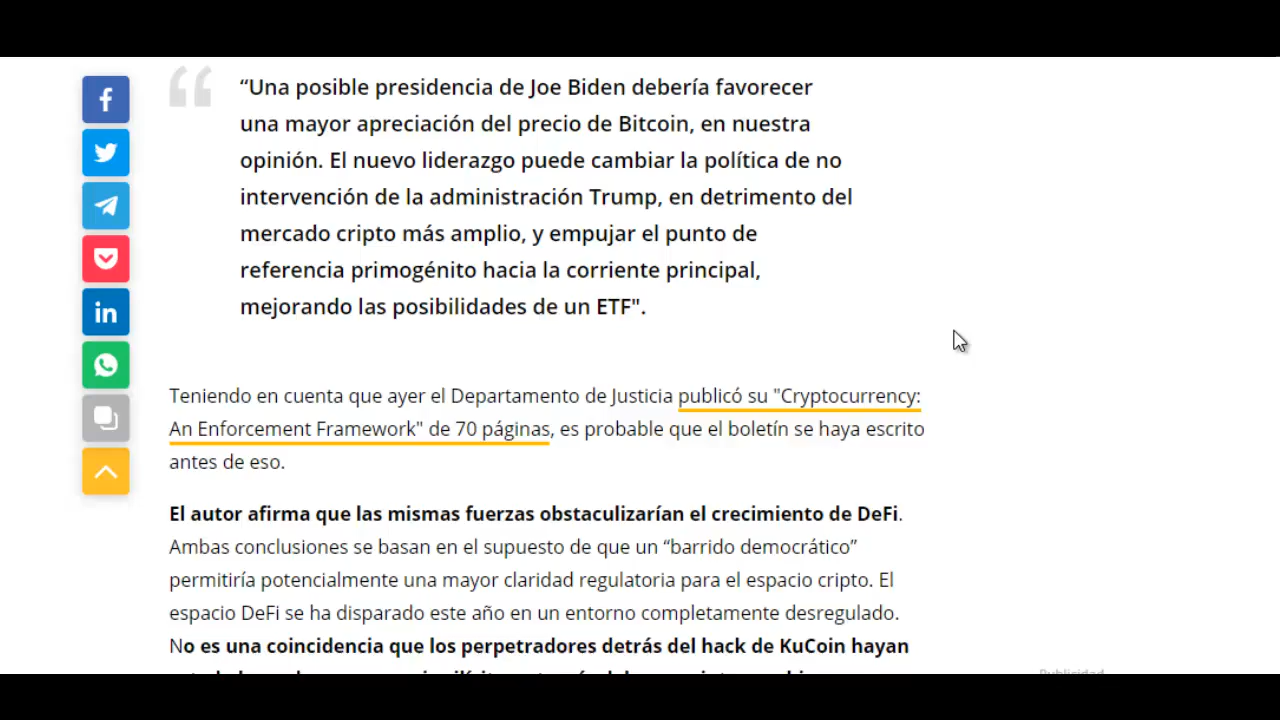 “Una posible presidencia de Joe Biden debería favorecer
una mayor apreciación del precio de Bitcoin, en nuestra
opinión. El nuevo liderazgo puede cambiar la política de no
intervención de la administración Trump, en detrimento del
mercado cripto más amplio, y empujar el punto de
referencia primogénito hacia la corriente principal,
mejorando las posibilidades de un ETF".
Teniendo en cuenta que ayer el Departamento de Justicia publicó su "Cryptocurrency:
An Enforcement Framework" de 70 páginas, es probable que el boletín se haya escrito
antes de eso.
El autor afirma que las mismas fuerzas obstaculizarían el crecimiento de DeFi.
Ambas conclusiones se basan en el supuesto de que un “barrido democrático”
permitiría potencialmente una mayor claridad regulatoria para el espacio cripto. El
espacio DeFi se ha disparado este año en un entorno completamente desregulado.
No es una coincidencia que los perpetradores detrás del hack de KuCoin hayan
Publicidad